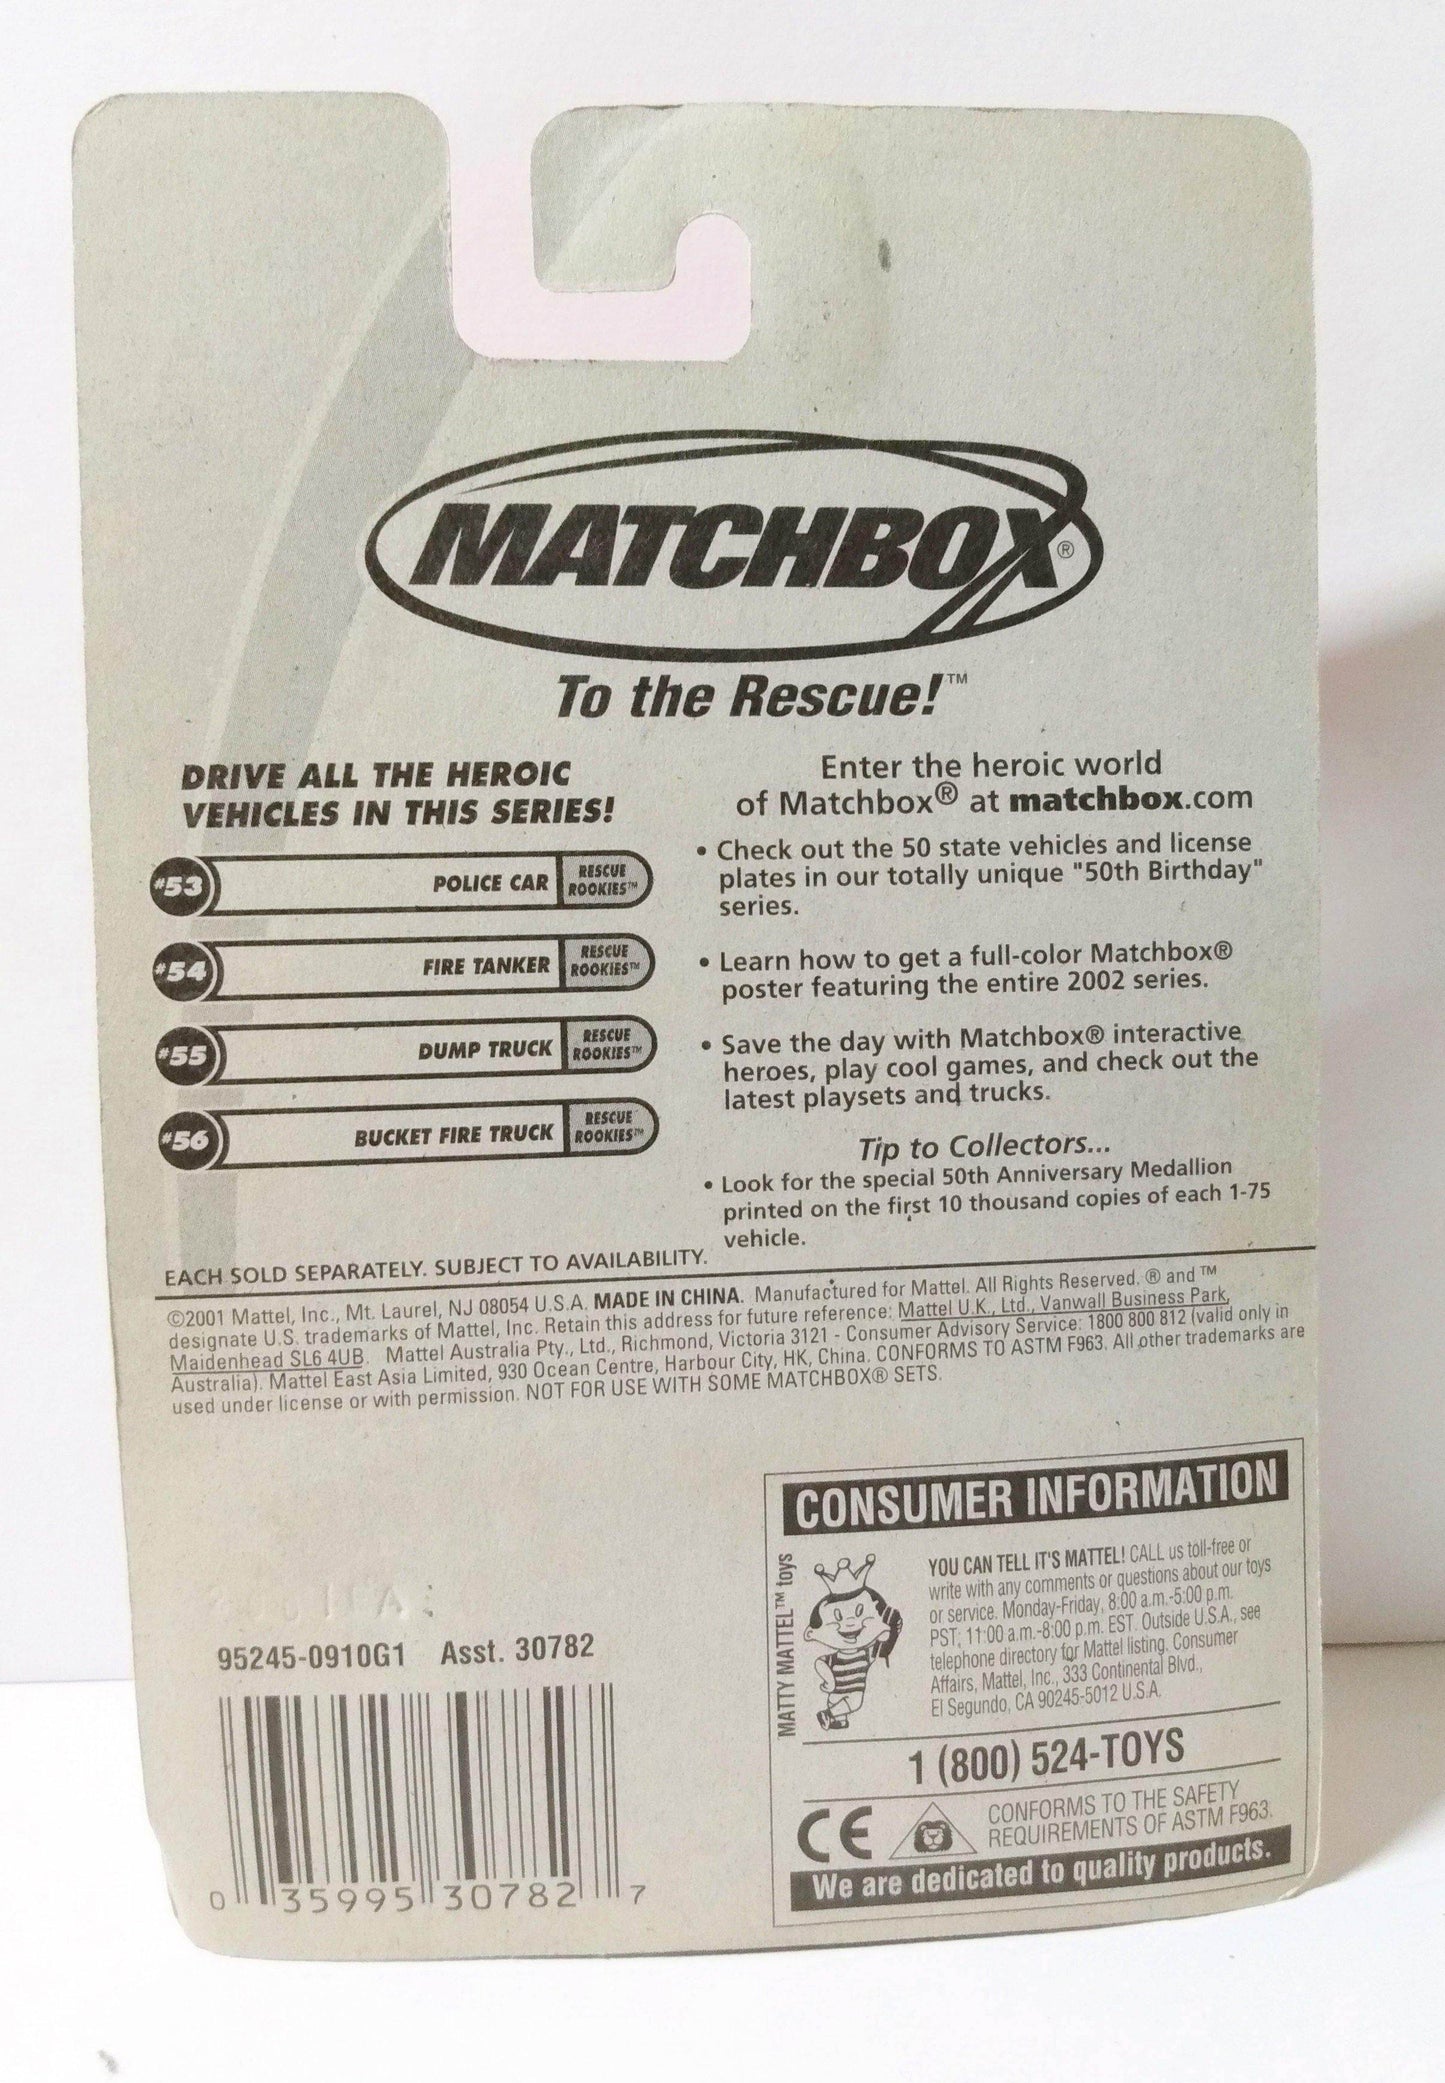 MATCHBOX®
To the Rescue!™
DRIVE ALL THE HEROIC
VEHICLES IN THIS SERIES!
#53 POLICE CAR RESCUE ROOKIES™
#54 FIRE TANKER RESCUE ROOKIES™
#55 DUMP TRUCK RESCUE ROOKIES™
#56 BUCKET FIRE TRUCK RESCUE ROOKIES™
Enter the heroic world
of Matchbox® at matchbox.com
• Check out the 50 state vehicles and license
plates in our totally unique "50th Birthday"
series.
• Learn how to get a full-color Matchbox®
poster featuring the entire 2002 series.
• Save the day with Matchbox® interactive
heroes, play cool games, and check out the
latest playsets and trucks.
Tip to Collectors...
• Look for the special 50th Anniversary Medallion
printed on the first 10 thousand copies of each 1-75
vehicle.
EACH SOLD SEPARATELY. SUBJECT TO AVAILABILITY.
©2001 Mattel, Inc., Mt. Laurel, NJ 08054 U.S.A. MADE IN CHINA. Manufactured for Mattel. All Rights Reserved. ® and ™
designate U.S. trademarks of Mattel, Inc. Retain this address for future reference: Mattel U.K., Ltd., Vanwall Business Park,
Maidenhead SL6 4UB. Mattel Australia Pty., Ltd., Richmond, Victoria 3121 - Consumer Advisory Service: 1800 800 812 (valid only in
Australia). Mattel East Asia Limited, 930 Ocean Centre, Harbour City, HK, China. CONFORMS TO ASTM F963. All other trademarks are
used under license or with permission. NOT FOR USE WITH SOME MATCHBOX® SETS.
95245-0910G1 Asst. 30782
0 35995 30782 7
CONSUMER INFORMATION
MATTY MATTEL™ toys
YOU CAN TELL IT'S MATTEL! CALL us toll-free or
write with any comments or questions about our toys
or service. Monday-Friday, 8:00 a.m.-5:00 p.m.
PST; 11:00 a.m.-8:00 p.m. EST. Outside U.S.A., see
telephone directory for Mattel listing. Consumer
Affairs, Mattel, Inc., 333 Continental Blvd.,
El Segundo, CA 90245-5012 U.S.A.
1 (800) 524-TOYS
CE
CONFORMS TO THE SAFETY
REQUIREMENTS OF ASTM F963.
We are dedicated to quality products.